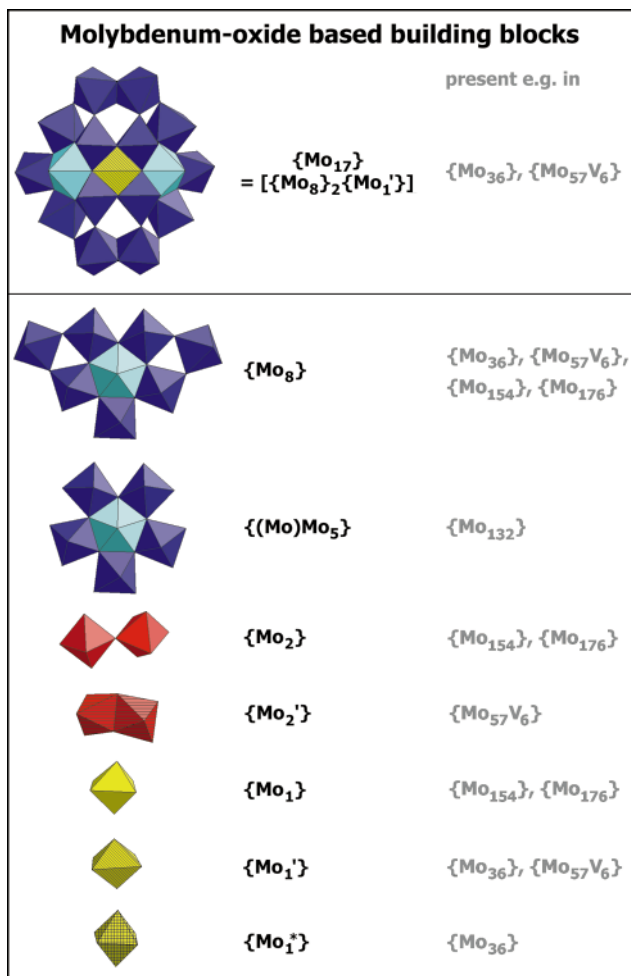 Molybdenum-oxide based building blocks
present e.g. in
{Mo₁₇}
= [{Mo₈}₂{Mo₁'}]
{Mo₃₆}, {Mo₅₇V₆}
{Mo₈}
{Mo₃₆}, {Mo₅₇V₆},
{Mo₁₅₄}, {Mo₁₇₆}
{(Mo)Mo₅}
{Mo₁₃₂}
{Mo₂}
{Mo₁₅₄}, {Mo₁₇₆}
{Mo₂'}
{Mo₅₇V₆}
{Mo₁}
{Mo₁₅₄}, {Mo₁₇₆}
{Mo₁'}
{Mo₃₆}, {Mo₅₇V₆}
{Mo₁*}
{Mo₃₆}